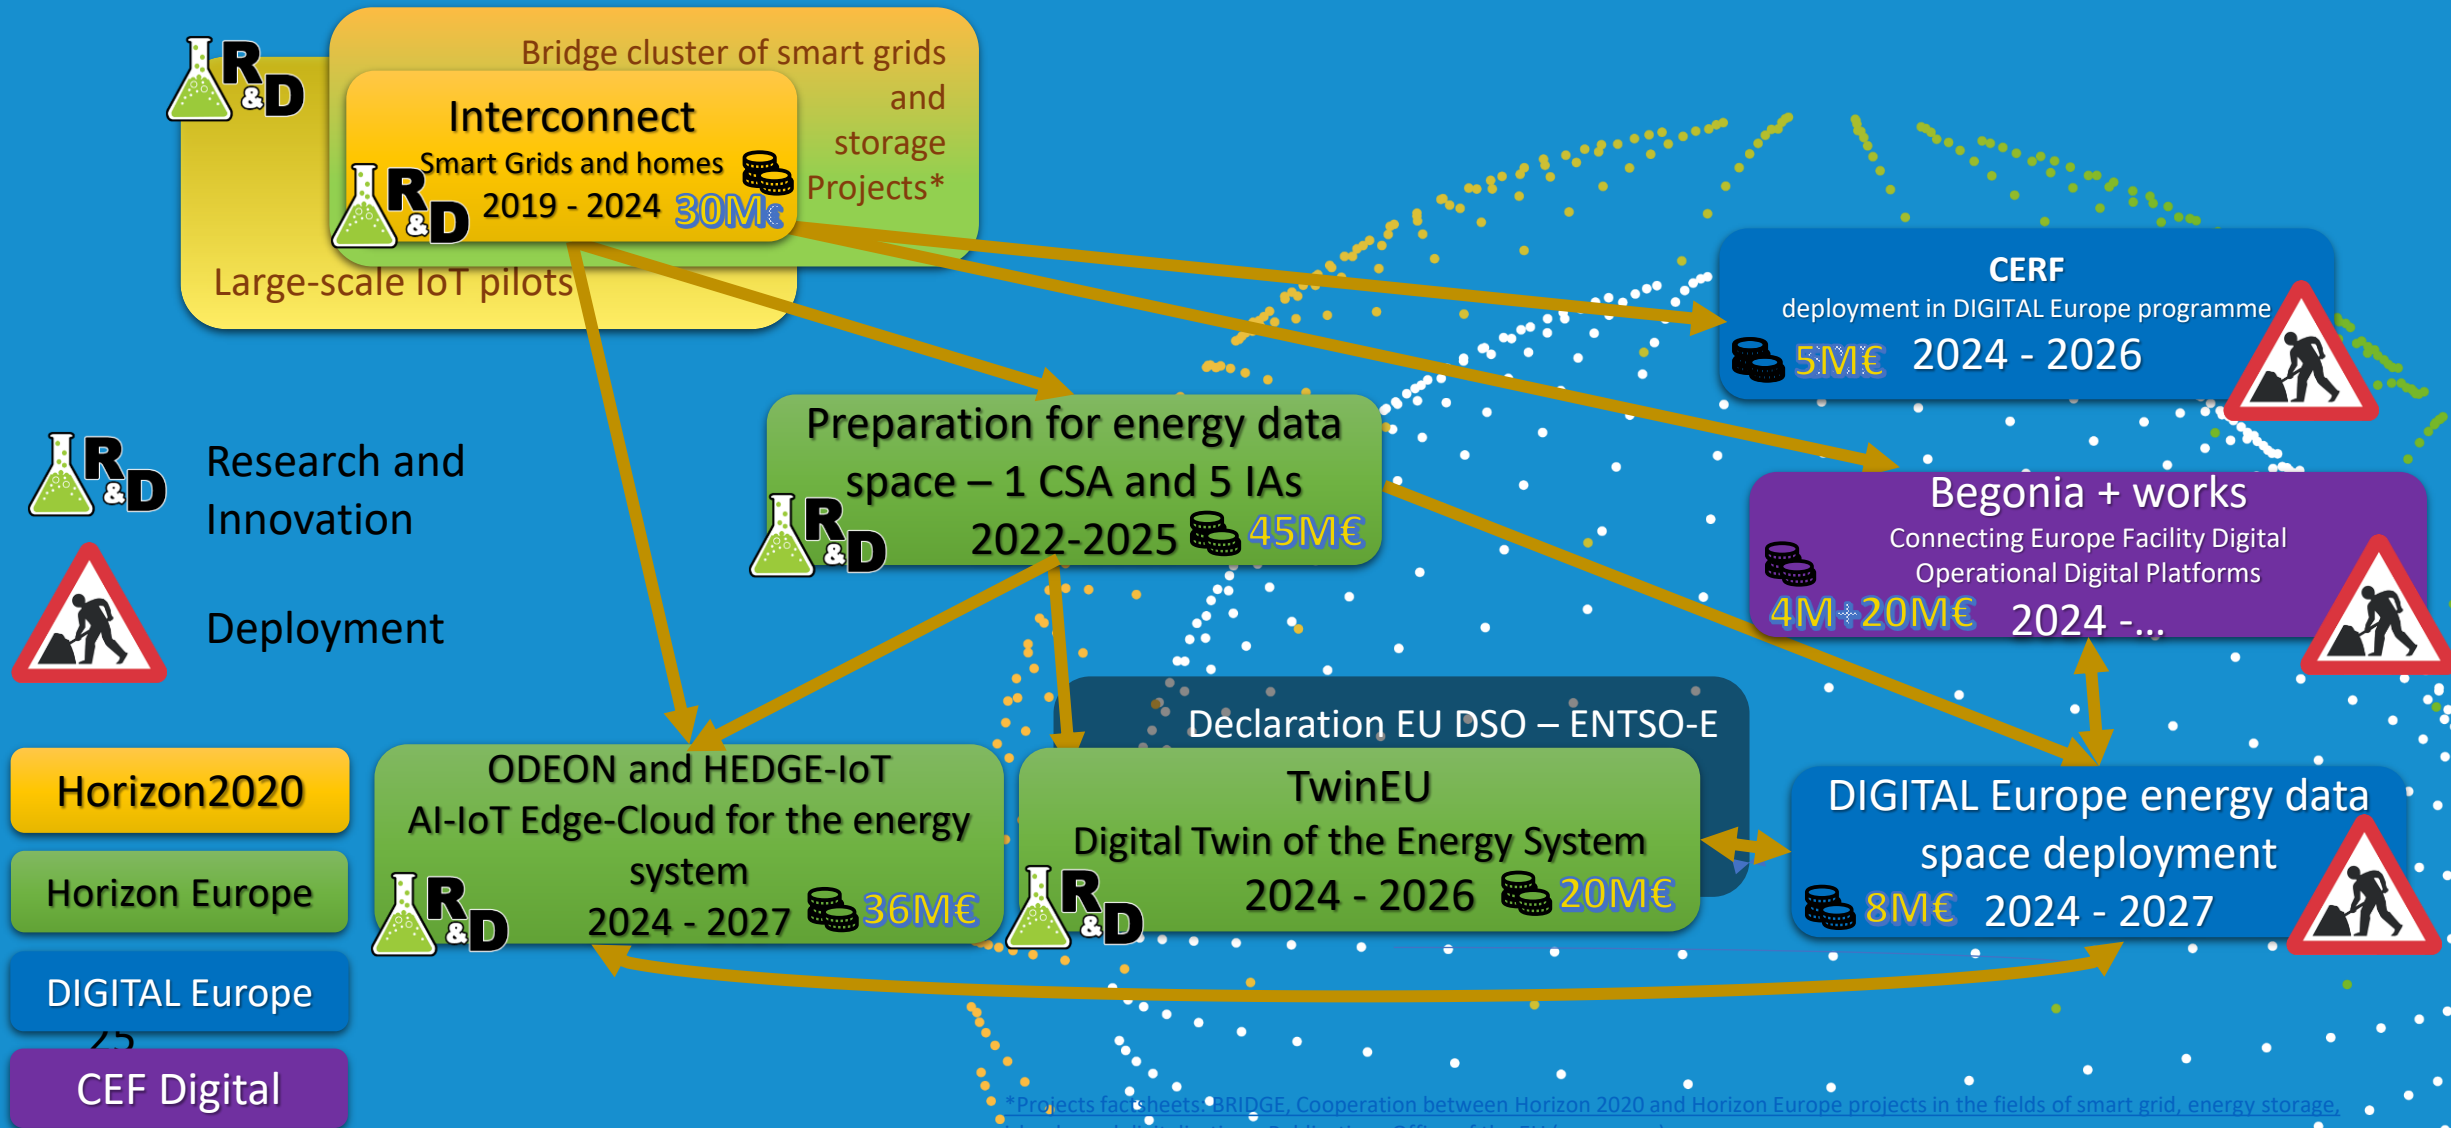 R&D
Bridge cluster of smart grids
and
storage
Projects*
Interconnect
Smart Grids and homes
R&D
2019 - 2024
30M€
Large-scale IoT pilots
CERF
deployment in DIGITAL Europe programme
5M€
2024 - 2026
Preparation for energy data
space – 1 CSA and 5 IAs
R&D
2022-2025
45M€
R&D
Research and
Innovation
Deployment
Begonia + works
Connecting Europe Facility Digital
Operational Digital Platforms
4M+20M€
2024 -...
Declaration EU DSO – ENTSO-E
ODEON and HEDGE-IoT
AI-IoT Edge-Cloud for the energy
system
R&D
2024 - 2027
36M€
TwinEU
Digital Twin of the Energy System
R&D
2024 - 2026
20M€
DIGITAL Europe energy data
space deployment
8M€
2024 - 2027
Horizon2020
Horizon Europe
DIGITAL Europe
25
CEF Digital
*Projects factsheets: BRIDGE, Cooperation between Horizon 2020 and Horizon Europe projects in the fields of smart grid, energy storage,